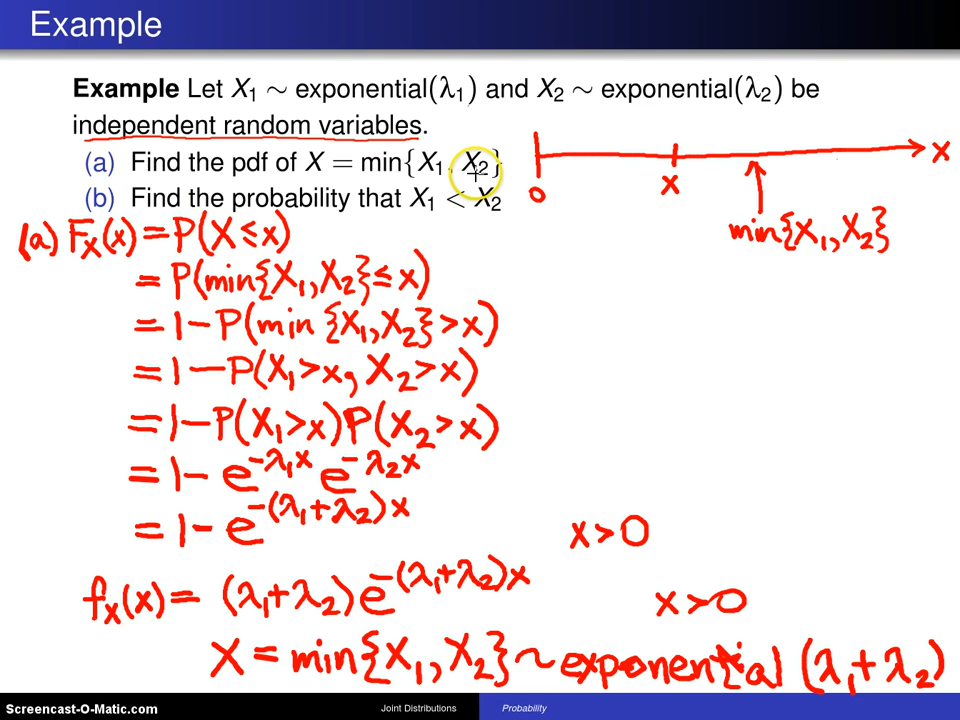 Example
Example Let X₁ ∼ exponential(λ₁) and X₂ ∼ exponential(λ₂) be
independent random variables.
(a) Find the pdf of X = min{X₁, X₂}
(b) Find the probability that X₁ < X₂
0 x x
min{X₁, X₂}
(a) F_X(x) = P(X ≤ x)
= P(min{X₁, X₂} ≤ x)
= 1 − P(min {X₁, X₂} > x)
= 1 − P(X₁ > x, X₂ > x)
= 1 − P(X₁ > x) P(X₂ > x)
= 1 − e^{−λ₁x} e^{−λ₂x}
= 1 − e^{−(λ₁+λ₂)x} x > 0
f_X(x) = (λ₁+λ₂) e^{−(λ₁+λ₂)x} x > 0
X = min{X₁, X₂} ∼ exponential (λ₁+λ₂)
Screencast-O-Matic.com Joint Distributions Probability